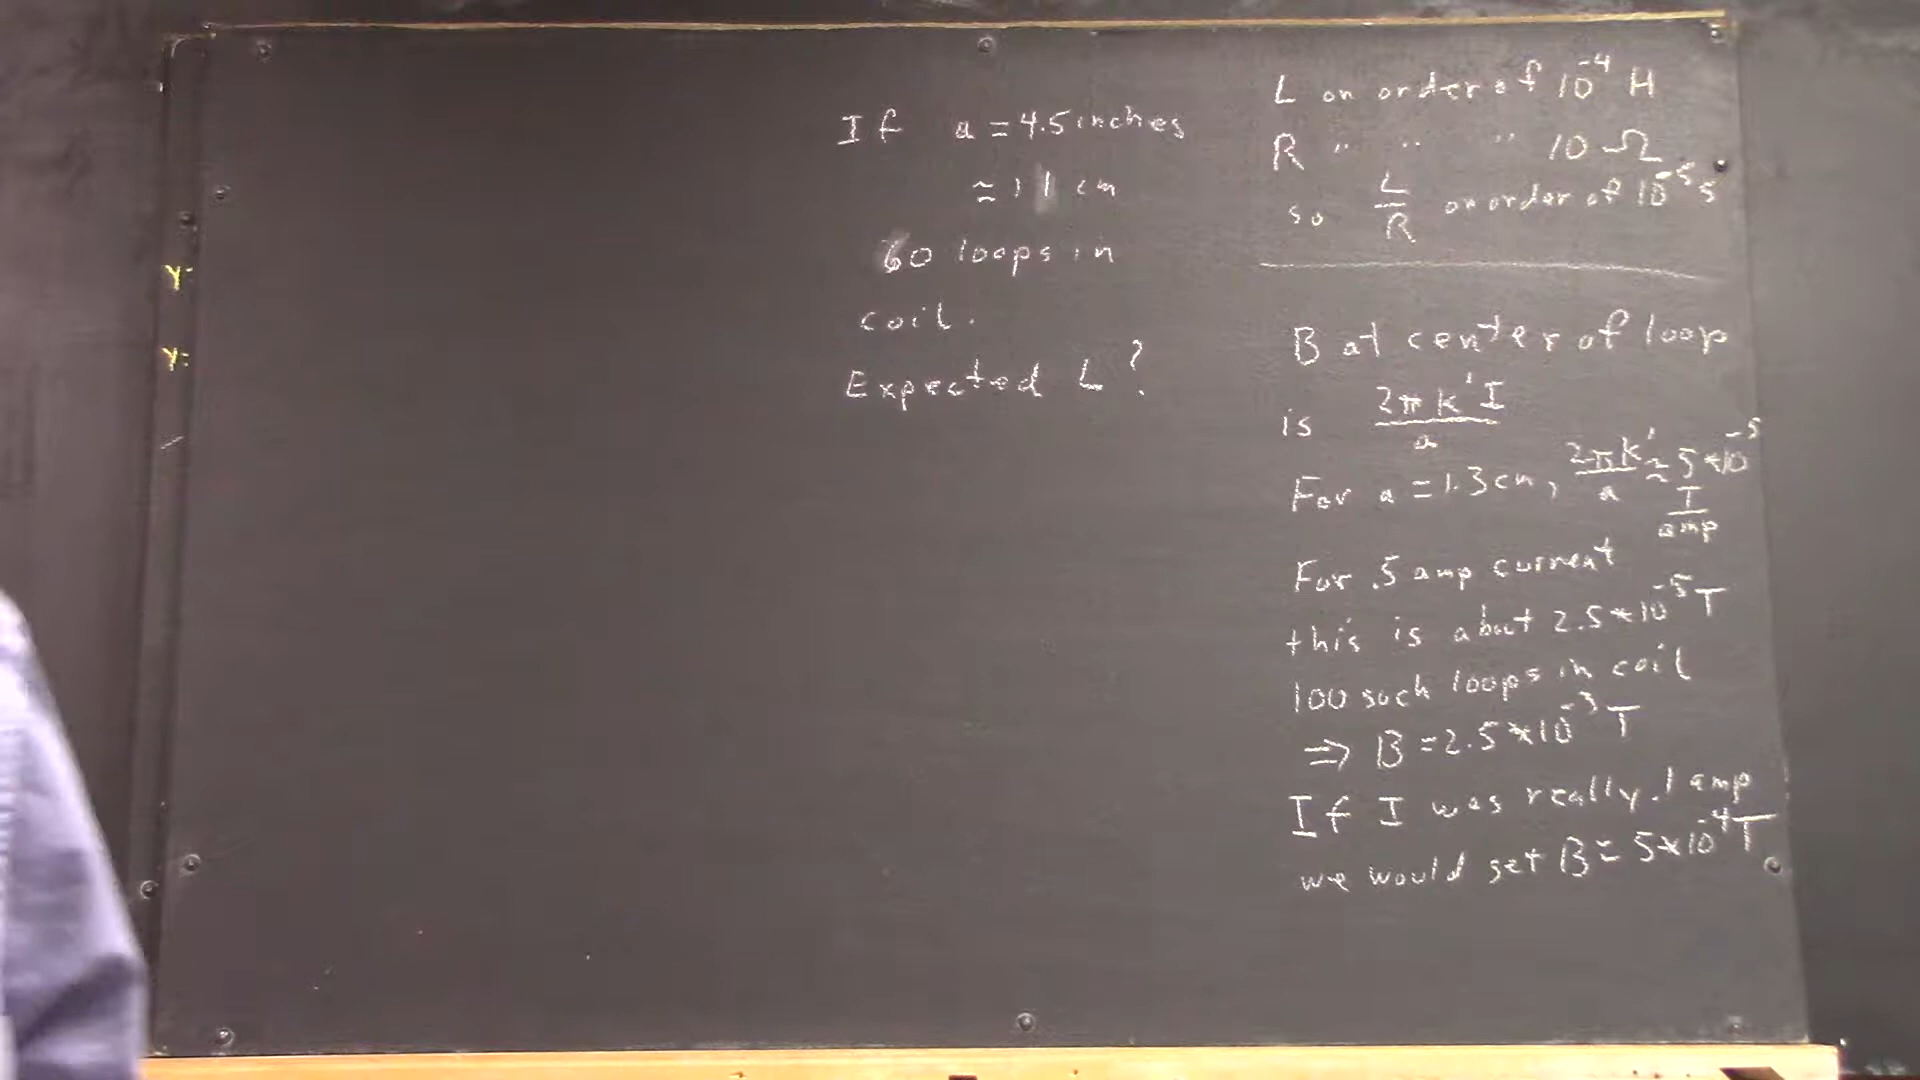 If a = 4.5 inches
≈ 11 cm
60 loops in
coil.
Expected L?
L on order of 10^-4 H
R " " " 10 Ω
so L/R on order of 10^-5 s
B at center of loop
is 2πk'I/a
For a = 1.3 cm, 2πk'/a ≈ 5*10^-5 T/amp
For .5 amp current
this is about 2.5*10^-5 T
100 such loops in coil
⇒ B = 2.5*10^-3 T
If I was really .1 amp
we would get B ≈ 5*10^-4 T
Y:
Y: